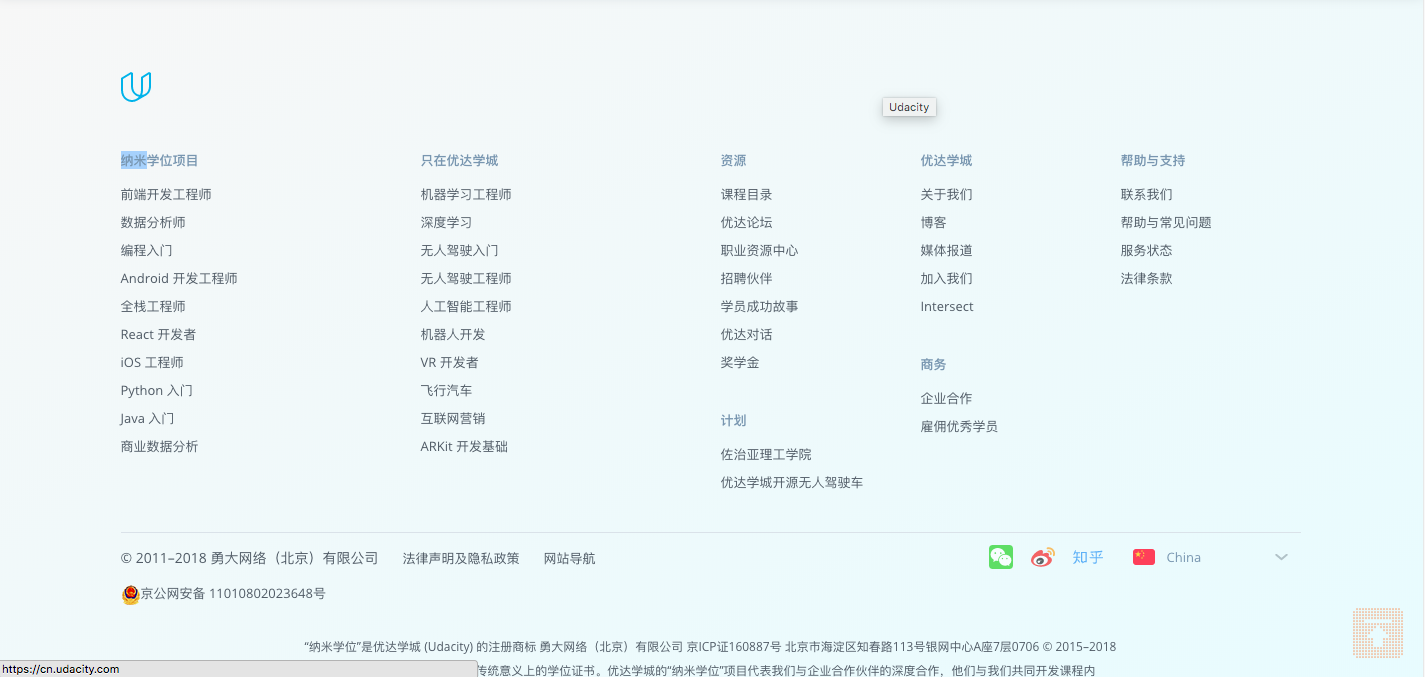 Udacity
纳米学位项目
前端开发工程师
数据分析师
编程入门
Android 开发工程师
全栈工程师
React 开发者
iOS 工程师
Python 入门
Java 入门
商业数据分析
只在优达学城
机器学习工程师
深度学习
无人驾驶入门
无人驾驶工程师
人工智能工程师
机器人开发
VR 开发者
飞行汽车
互联网营销
ARKit 开发基础
资源
课程目录
优达论坛
职业资源中心
招聘伙伴
学员成功故事
优达对话
奖学金
计划
佐治亚理工学院
优达学城开源无人驾驶车
优达学城
关于我们
博客
媒体报道
加入我们
Intersect
商务
企业合作
雇佣优秀学员
帮助与支持
联系我们
帮助与常见问题
服务状态
法律条款
© 2011–2018 勇大网络（北京）有限公司 法律声明及隐私政策 网站导航
知乎 China
京公网安备 11010802023648号
“纳米学位”是优达学城 (Udacity) 的注册商标 勇大网络（北京）有限公司 京ICP证160887号 北京市海淀区知春路113号银网中心A座7层0706 © 2015–2018
传统意义上的学位证书。优达学城的“纳米学位”项目代表我们与企业合作伙伴的深度合作，他们与我们共同开发课程内
https://cn.udacity.com